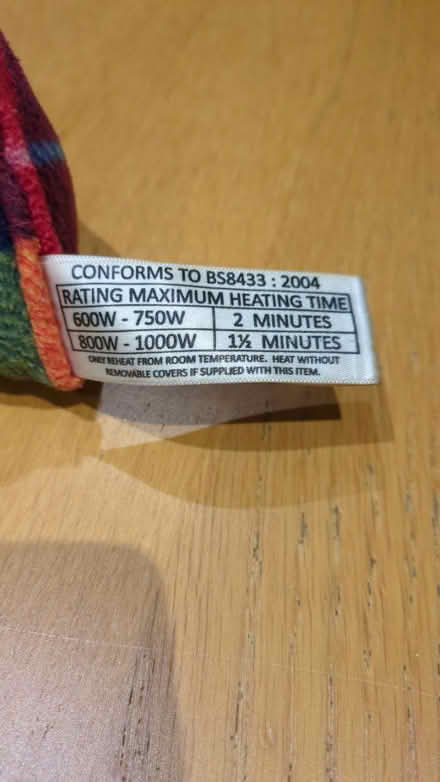 CONFORMS TO BS8433 : 2004
RATING MAXIMUM HEATING TIME
600W - 750W 2 MINUTES
800W - 1000W 1½ MINUTES
ONLY REHEAT FROM ROOM TEMPERATURE. HEAT WITHOUT
REMOVABLE COVERS IF SUPPLIED WITH THIS ITEM.